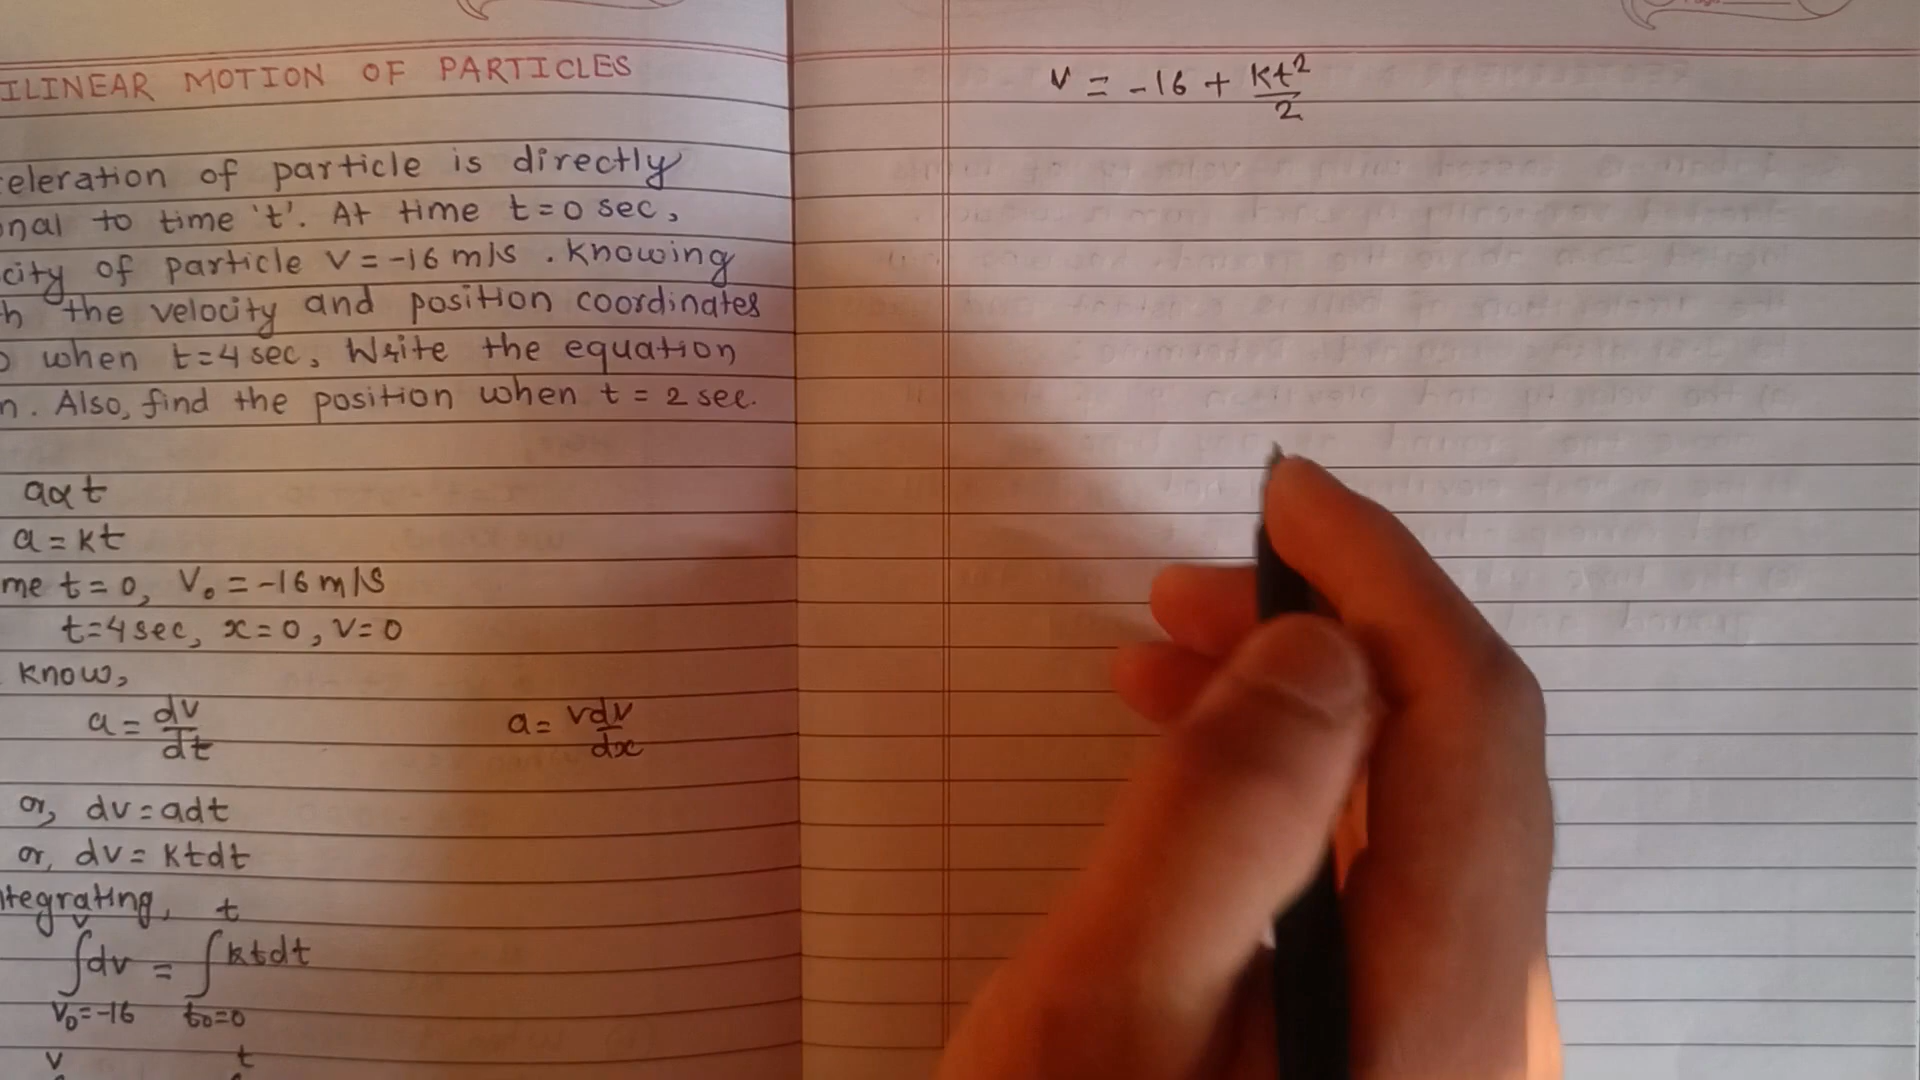 ILINEAR MOTION OF PARTICLES
eleration of particle is directly
onal to time 't'. At time t=0 sec,
city of particle v=-16 m/s. Knowing
h the velocity and position coordinates
o when t=4 sec, Write the equation
n. Also, find the position when t = 2 sec.
aαt
a=kt
me t=0, V₀=-16 m/s
t=4sec, x=0, v=0
know,
a=dv/dt a=vdv/dx
or, dv=adt
or, dv=ktdt
ntegrating,
∫dv = ∫ktdt
v t
V₀=-16 t₀=0
v t
v = -16 + kt²/2